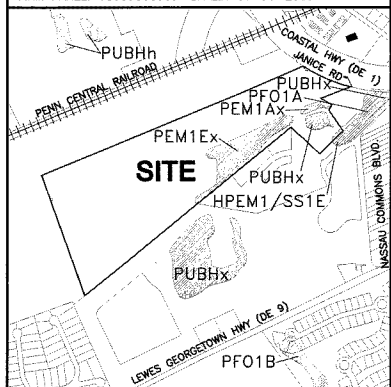 PUBHh
COASTAL HWY (DE 1)
JANICE RD
PENN CENTRAL RAILROAD
PUBHx
PFO1A
PEM1Ax
PEM1Ex
SITE
PUBHx
HPEM1/SS1E
NASSAU COMMONS BLVD.
PUBHx
LEWES GEORGETOWN HWY (DE 9)
PFO1B